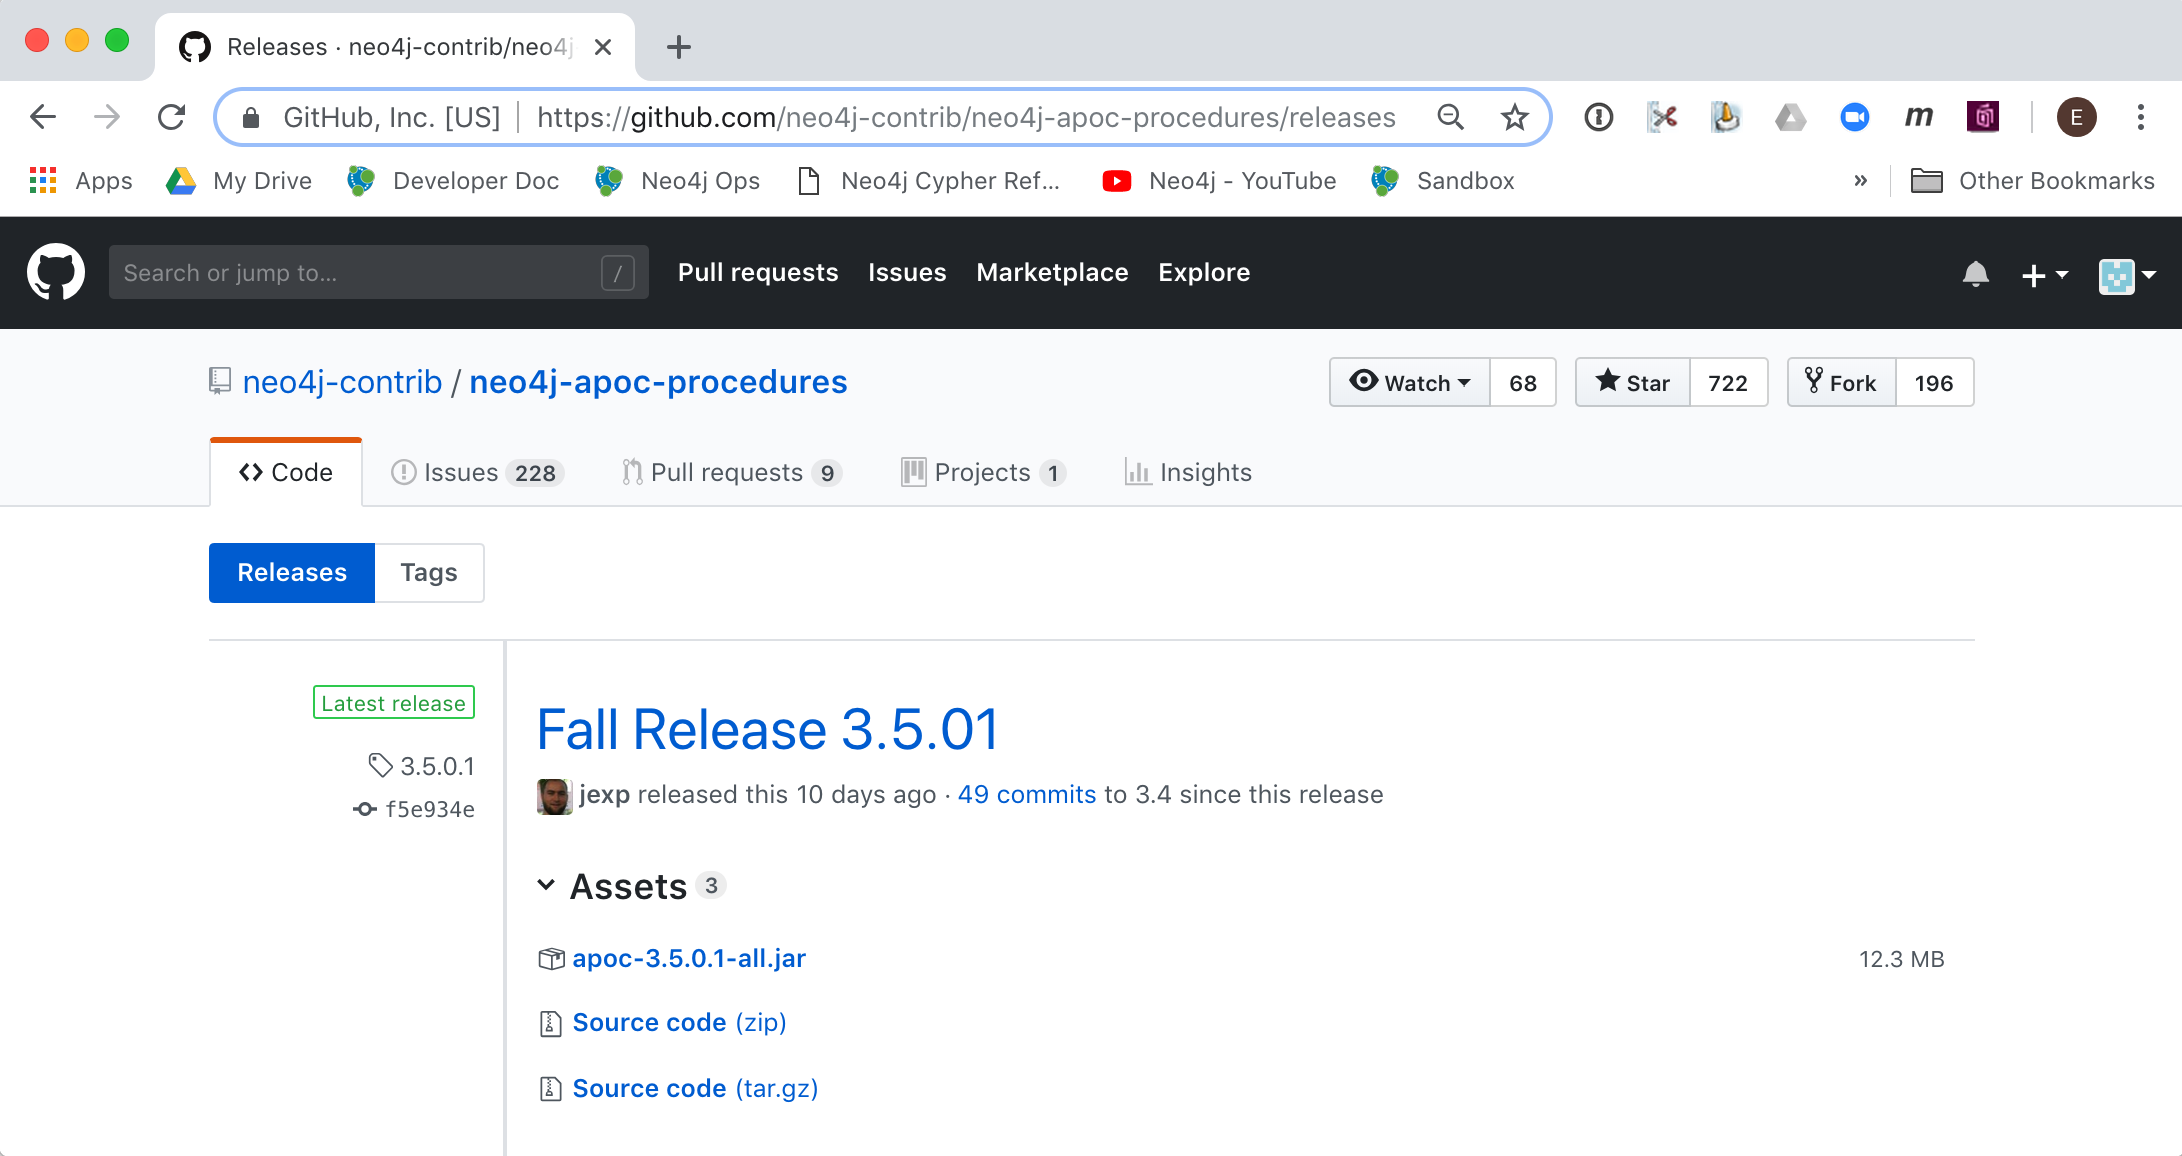 Releases · neo4j-contrib/neo4j
GitHub, Inc. [US] https://github.com/neo4j-contrib/neo4j-apoc-procedures/releases
m
E
Apps My Drive Developer Doc Neo4j Ops Neo4j Cypher Ref... Neo4j - YouTube Sandbox » Other Bookmarks
Search or jump to... / Pull requests Issues Marketplace Explore
neo4j-contrib / neo4j-apoc-procedures Watch 68 Star 722 Fork 196
Code Issues 228 Pull requests 9 Projects 1 Insights
Releases Tags
Latest release
3.5.0.1
f5e934e
Fall Release 3.5.01
jexp released this 10 days ago · 49 commits to 3.4 since this release
Assets 3
apoc-3.5.0.1-all.jar 12.3 MB
Source code (zip)
Source code (tar.gz)